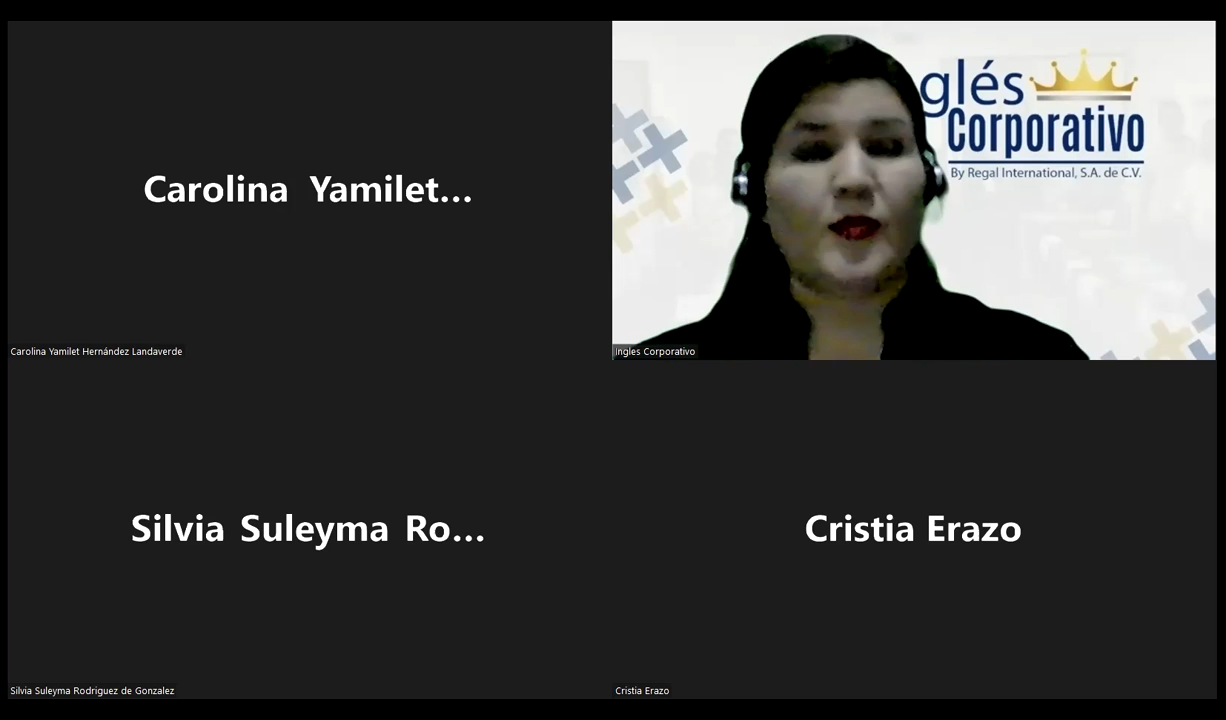 Carolina Yamilet...
Carolina Yamilet Hernández Landaverde
glés
Corporativo
By Regal International, S.A. de C.V.
Ingles Corporativo
Silvia Suleyma Ro...
Silvia Suleyma Rodriguez de Gonzalez
Cristia Erazo
Cristia Erazo